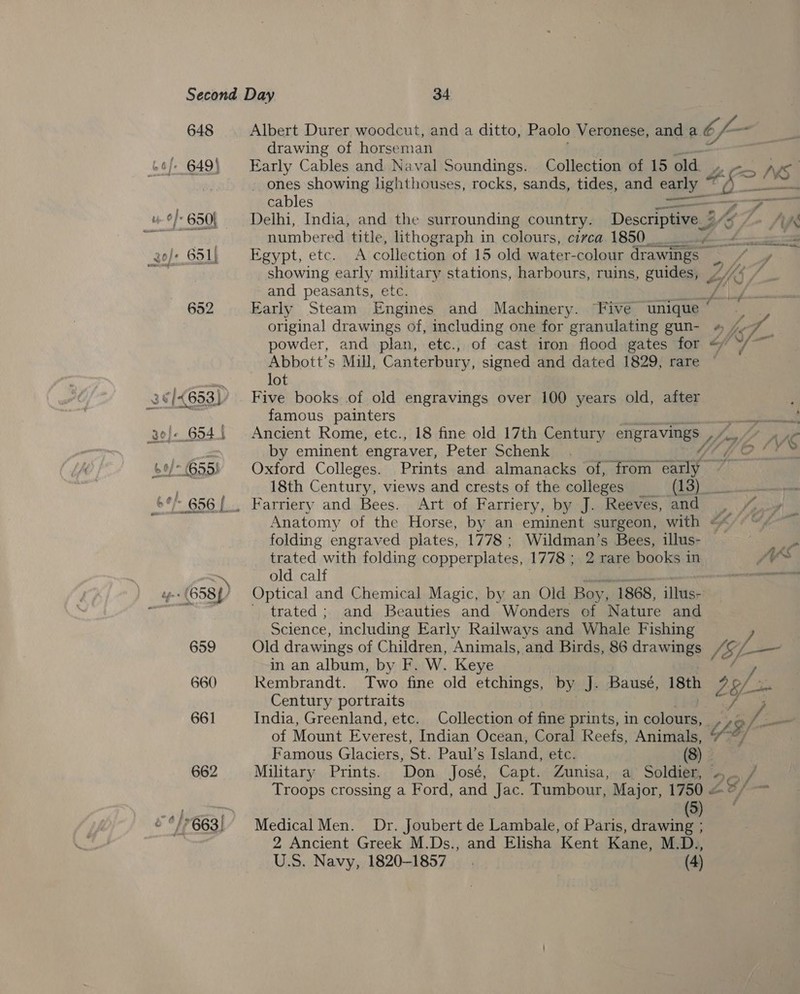 Second Day 34
648 Albert Durer woodcut, and a ditto, Paolo Veronese, and a 6/-
drawing of horseman
60/- 649 Early Cables and Naval Soundings. Collection of 15 old
ones showing lighthouses, rocks, sands, tides, and early
cables
650 Delhi, India, and the surrounding country. Descriptive
numbered title, lithograph in colours, circa 1850
20/- 651 Egypt, etc. A collection of 15 old water-colour drawings
showing early military stations, harbours, ruins, guides,
and peasants, etc.
652 Early Steam Engines and Machinery. Five unique
original drawings of, including one for granulating gun-
powder, and plan, etc., of cast iron flood gates for
Abbott's Mill, Canterbury, signed and dated 1829, rare
lot
653 Five books of old engravings over 100 years old, after
famous painters
30/- 654 Ancient Rome, etc., 18 fine old 17th Century engravings
by eminent engraver, Peter Schenk
60/- 655 Oxford Colleges. Prints and almanacks of, from early
18th Century, views and crests of the colleges (13)
656 Farriery and Bees. Art of Farriery, by J. Reeves, and
Anatomy of the Horse, by an eminent surgeon, with
folding engraved plates, 1778; Wildman's Bees, illus-
trated with folding copperplates, 1778; 2 rare books in NS
old calf
658 Optical and Chemical Magic, by an Old Boy, 1868, illus-
trated; and Beauties and Wonders of Nature and
Science, including Early Railways and Whale Fishing
659 Old drawings of Children, Animals, and Birds, 86 drawings
in an album, by F. W. Keye
660 Rembrandt. Two fine old etchings, by J. Bausé, 18th
Century portraits
661 India, Greenland, etc. Collection of fine prints, in colours,
of Mount Everest, Indian Ocean, Coral Reefs, Animals,
Famous Glaciers, St. Paul's Island, etc. (8)
662 Military Prints. Don José, Capt. Zunisa, a Soldier,
Troops crossing a Ford, and Jac. Tumbour, Major, 1750
(5)
663 Medical Men. Dr. Joubert de Lambale, of Paris, drawing;
2 Ancient Greek M.Ds., and Elisha Kent Kane, M.D.,
U.S. Navy, 1820-1857 . (4)